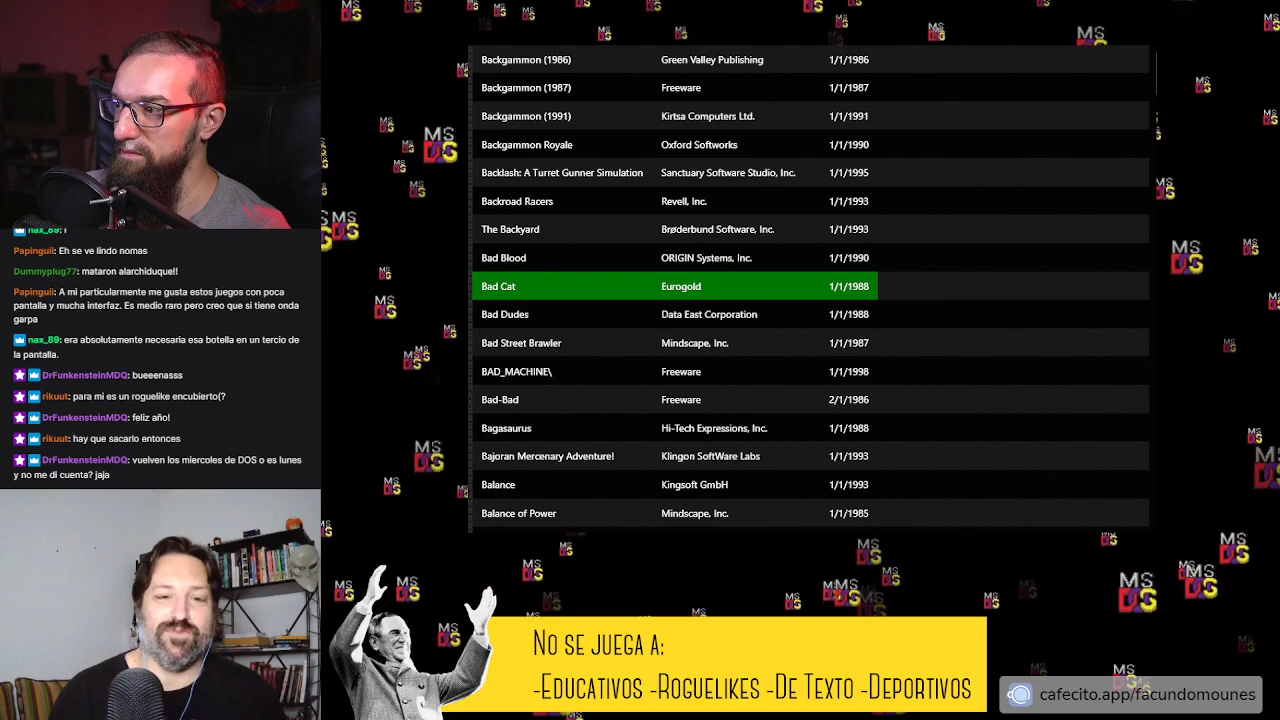 nax_89: f
Papinguil: Eh se ve lindo nomas
Dummyplug77: mataron alarchiduque!!
Papinguil: A mi particularmente me gusta estos juegos con poca
pantalla y mucha interfaz. Es medio raro pero creo que si tiene onda
garpa
nax_89: era absolutamente necesaria esa botella en un tercio de
la pantalla.
DrFunkensteinMDQ: bueeenasss
rikuut: para mi es un roguelike encubierto(?
DrFunkensteinMDQ: feliz año!
rikuut: hay que sacarlo entonces
DrFunkensteinMDQ: vuelven los miercoles de DOS o es lunes
y no me di cuenta? jaja
Backgammon (1986) Green Valley Publishing 1/1/1986
Backgammon (1987) Freeware 1/1/1987
Backgammon (1991) Kirtsa Computers Ltd. 1/1/1991
Backgammon Royale Oxford Softworks 1/1/1990
Backlash: A Turret Gunner Simulation Sanctuary Software Studio, Inc. 1/1/1995
Backroad Racers Revell, Inc. 1/1/1993
The Backyard Brøderbund Software, Inc. 1/1/1993
Bad Blood ORIGIN Systems, Inc. 1/1/1990
Bad Cat Eurogold 1/1/1988
Bad Dudes Data East Corporation 1/1/1988
Bad Street Brawler Mindscape, Inc. 1/1/1987
BAD_MACHINE\ Freeware 1/1/1998
Bad-Bad Freeware 2/1/1986
Bagasaurus Hi-Tech Expressions, Inc. 1/1/1988
Bajoran Mercenary Adventure! Klingon SoftWare Labs 1/1/1993
Balance Kingsoft GmbH 1/1/1993
Balance of Power Mindscape, Inc. 1/1/1985
MS DOS
No se juega a:
-Educativos -Roguelikes -De Texto -Deportivos
cafecito.app/facundomounes